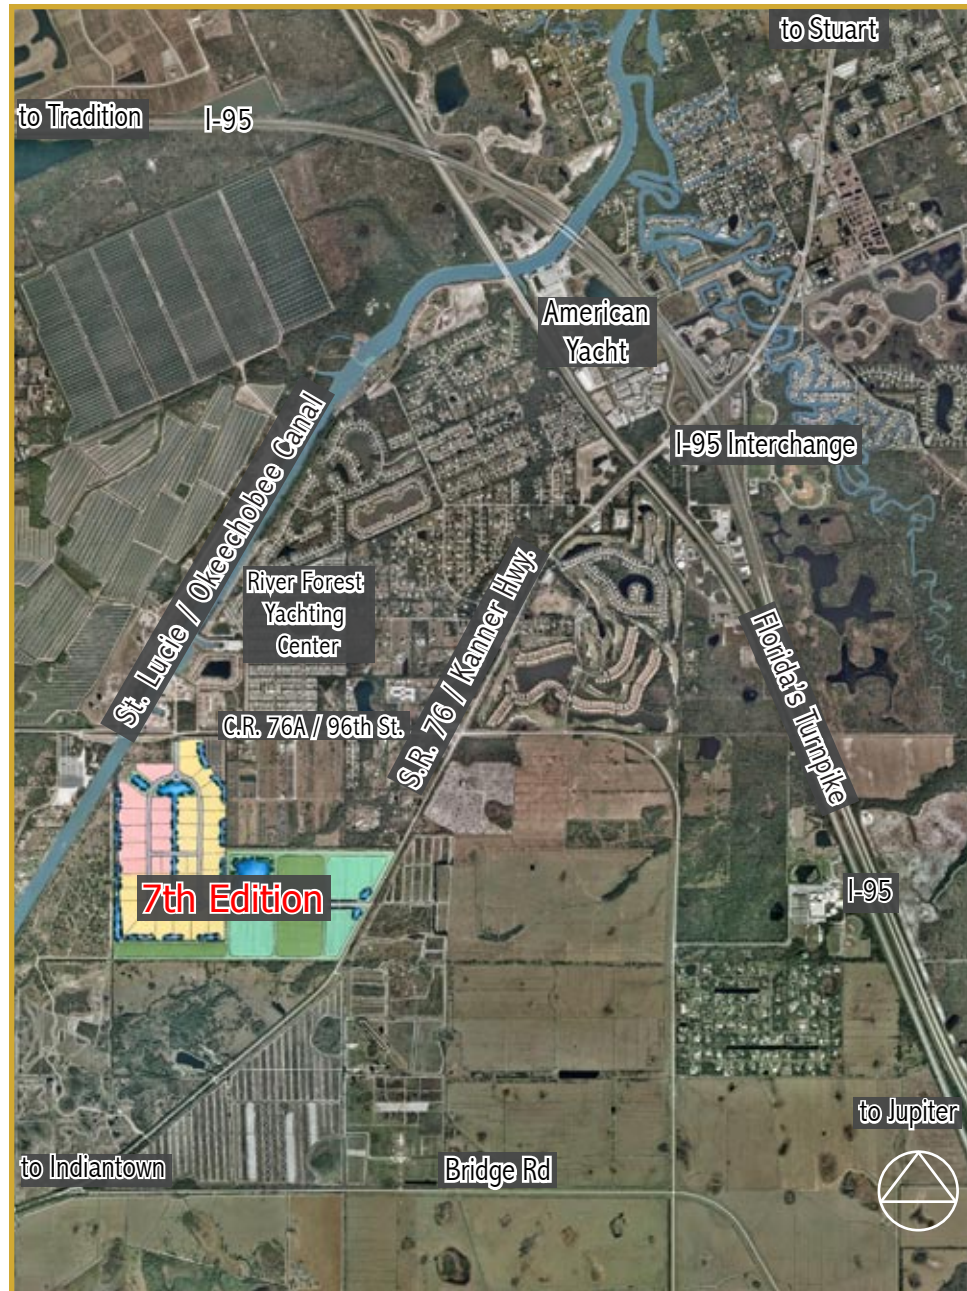 to Stuart
to Tradition
I-95
American
Yacht
I-95 Interchange
St. Lucie / Okeechobee Canal
River Forest
Yachting
Center
S.R. 76 / Kanner Hwy.
Florida's Turnpike
C.R. 76A / 96th St.
7th Edition
I-95
to Jupiter
to Indiantown
Bridge Rd